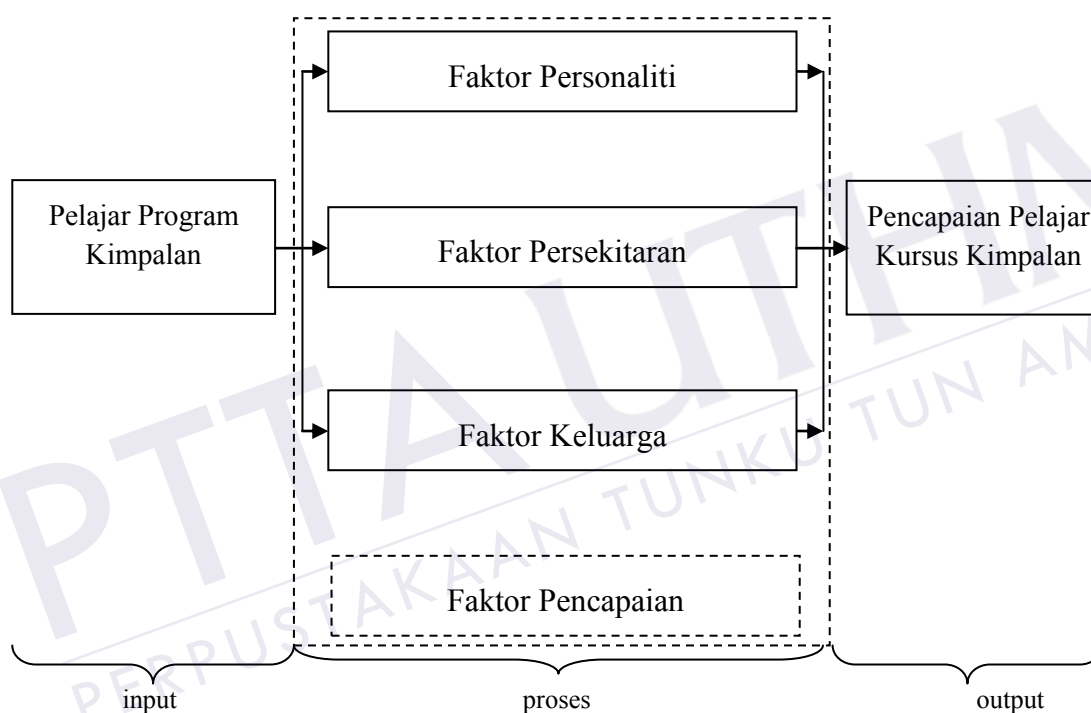 Faktor Personaliti
Pelajar Program
Kimpalan
Faktor Persekitaran
Pencapaian Pelajar
Kursus Kimpalan
Faktor Keluarga
Faktor Pencapaian
input
proses
output
PTTA UTHM
PERPUSTAKAAN TUNKU TUN AM